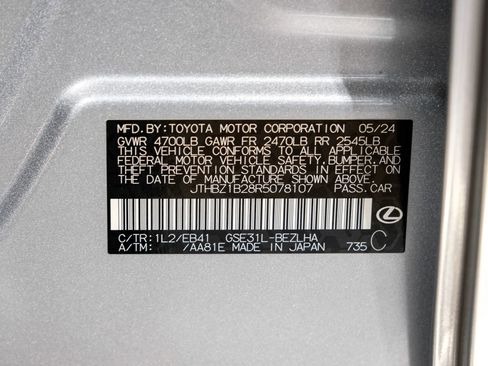 MFD.BY:TOYOTA MOTOR CORPORATION 05/24
GVWR 4700LB GAWR FR 2470LB RR 2545LB
THIS VEHICLE CONFORMS TO ALL APPLICABLE
FEDERAL MOTOR VEHICLE SAFETY,BUMPER,AND
THEFT PREVENTION STANDARDS IN EFFECT ON
THE DATE OF MANUFACTURE SHOWN ABOVE.
JTHBZ1B28R5078107 PASS.CAR
C/TR:1L2/EB41 GSE31L-BEZLHA
A/TM: /AA81E MADE IN JAPAN 735 C